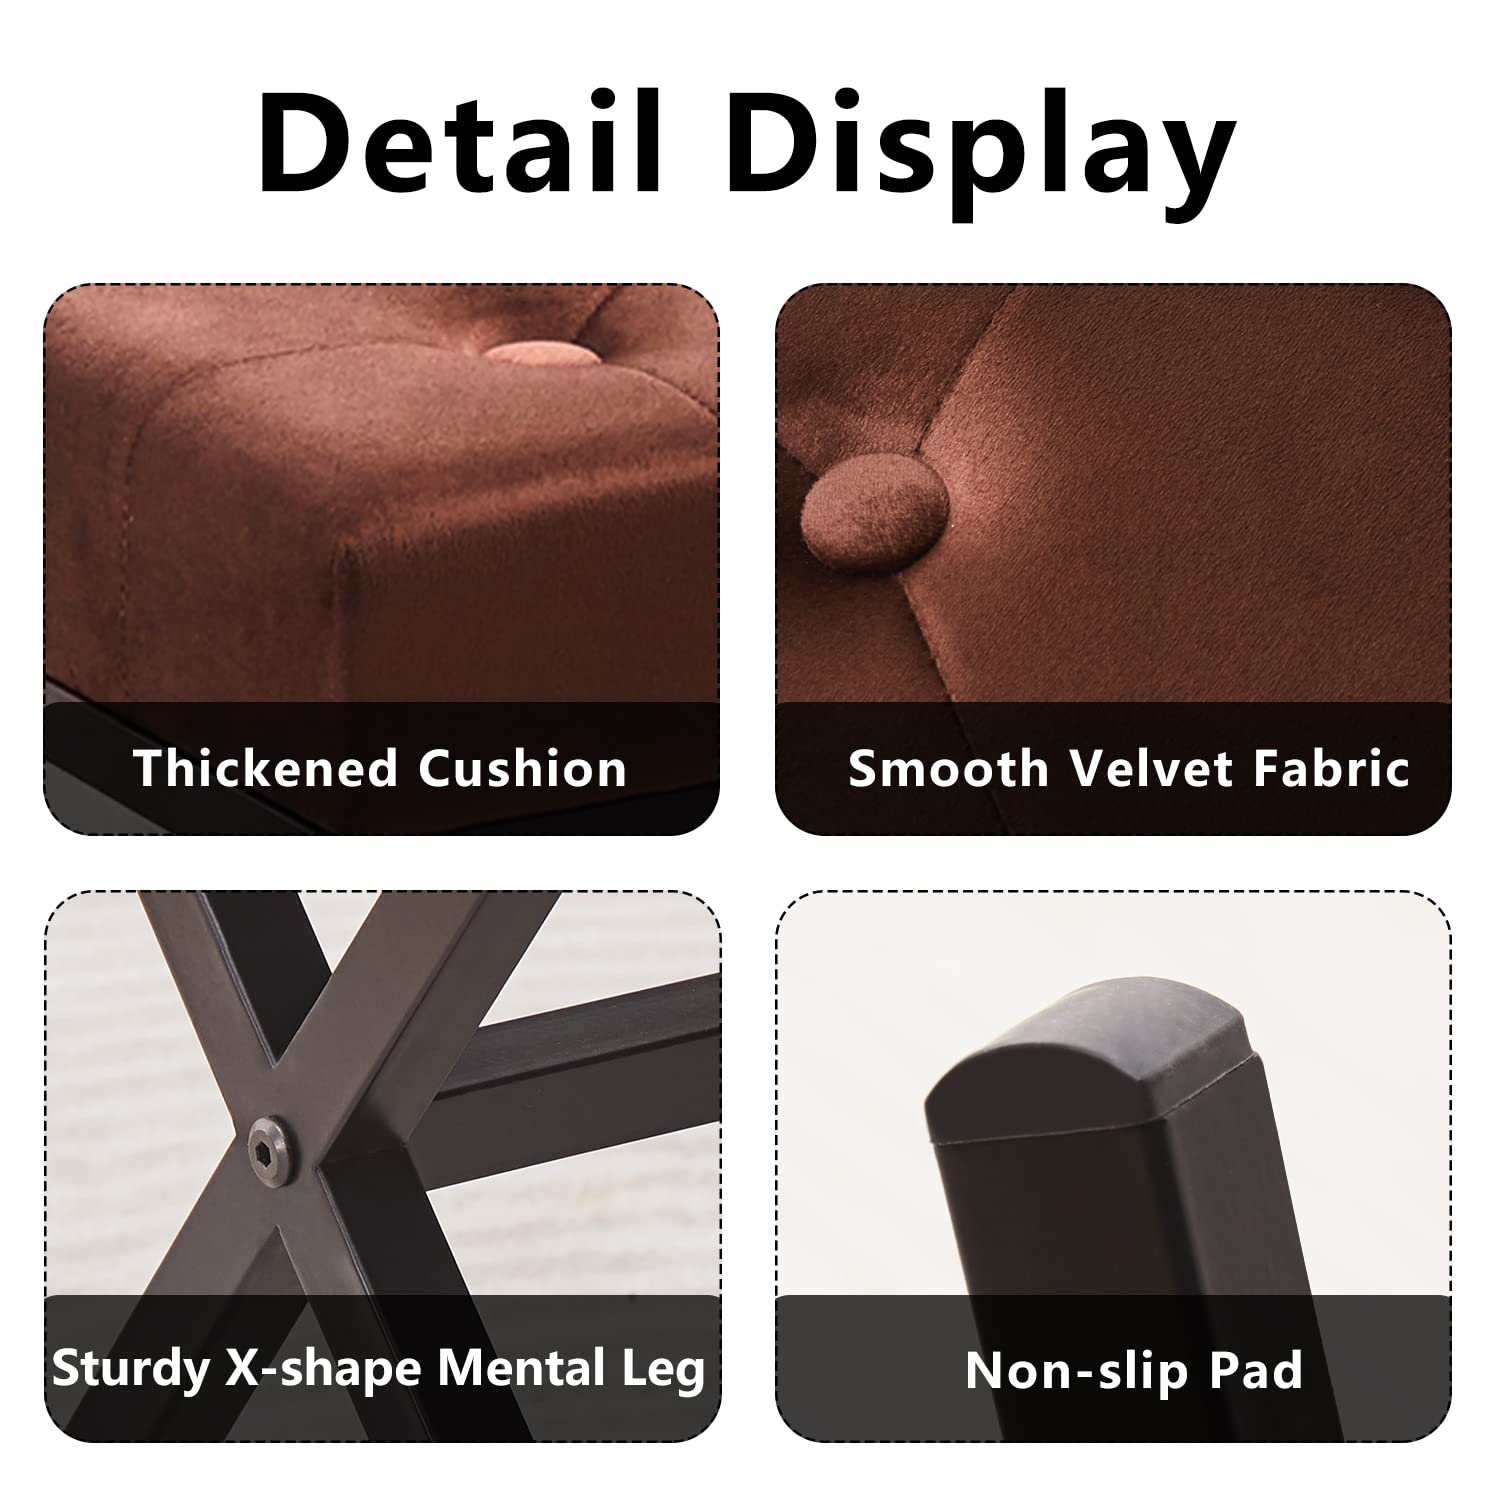 Detail Display
Thickened Cushion
Smooth Velvet Fabric
Sturdy X-shape Mental Leg
Non-slip Pad